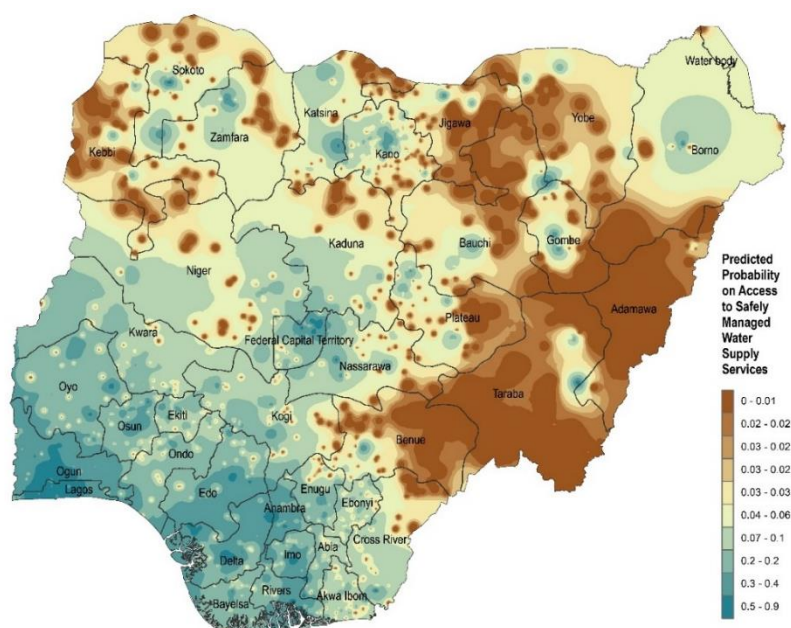 Sokoto
Water body
Katsina
Jigawa
Yobe
Zamfara
Kano
Borno
Kebbi
Kaduna
Bauchi
Gombe
Niger
Adamawa
Plateau
Kwara
Federal Capital Territory
Nassarawa
Oyo
Taraba
Osun
Ekiti
Kogi
Benue
Ondo
Ogun
Lagos
Edo
Enugu
Ebonyi
Anambra
Cross River
Delta
Imo
Abia
Rivers
Bayelsa
Akwa Ibom
Predicted
Probability
on Access
to Safely
Managed
Water
Supply
Services
0 - 0.01
0.02 - 0.02
0.03 - 0.02
0.03 - 0.02
0.03 - 0.03
0.04 - 0.06
0.07 - 0.1
0.2 - 0.2
0.3 - 0.4
0.5 - 0.9